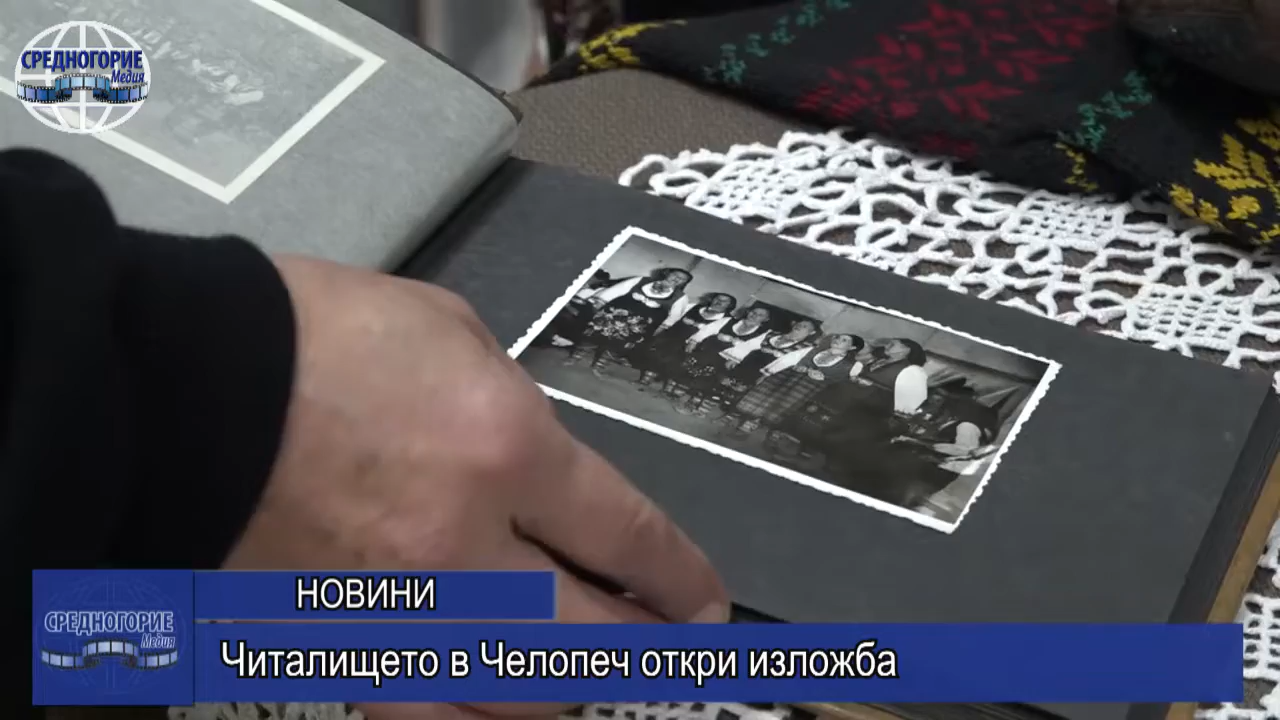 СРЕДНОГОРИЕ
Медия
НОВИНИ
СРЕДНОГОРИЕ
Медия
Читалището в Челопеч откри изложба